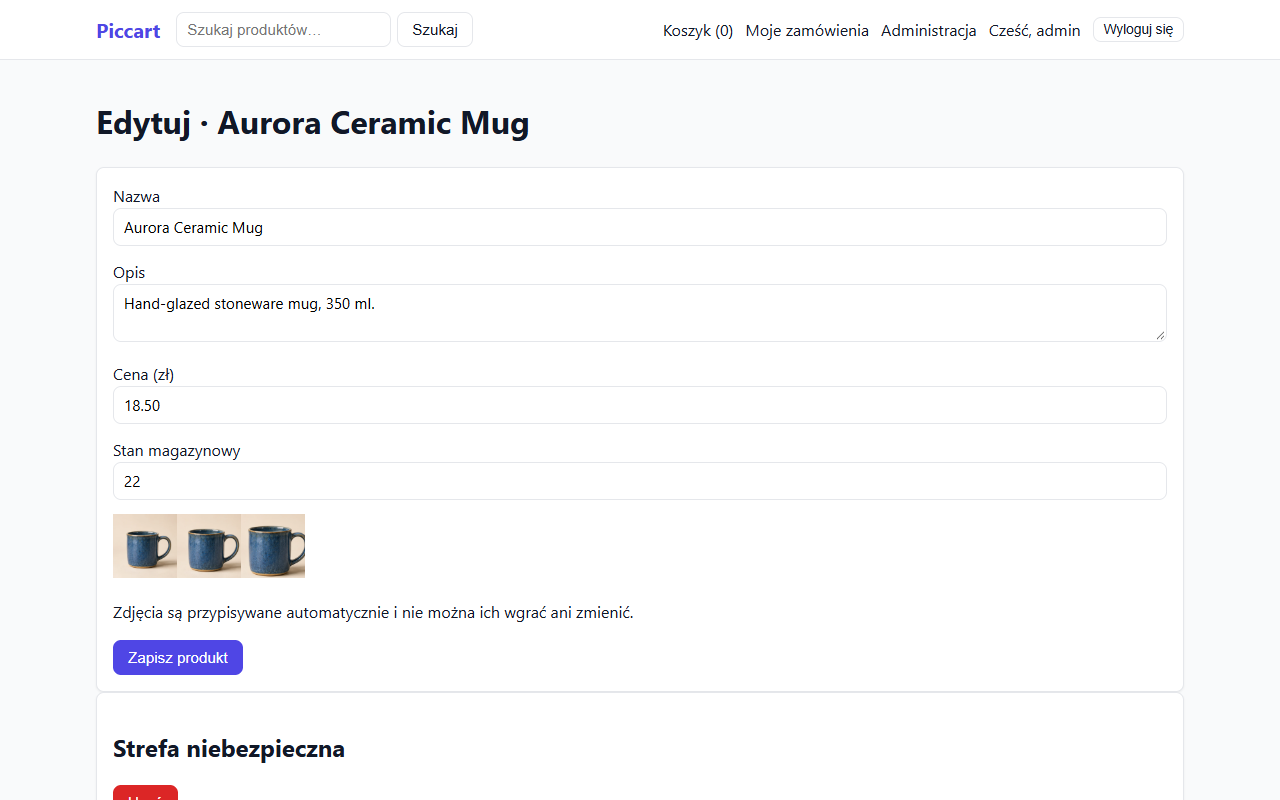 Piccart
Szukaj produktów…
Szukaj
Koszyk (0)
Moje zamówienia
Administracja
Cześć, admin
Wyloguj się
Edytuj · Aurora Ceramic Mug
Nazwa
Aurora Ceramic Mug
Opis
Hand-glazed stoneware mug, 350 ml.
Cena (zł)
18.50
Stan magazynowy
22
Zdjęcia są przypisywane automatycznie i nie można ich wgrać ani zmienić.
Zapisz produkt
Strefa niebezpieczna